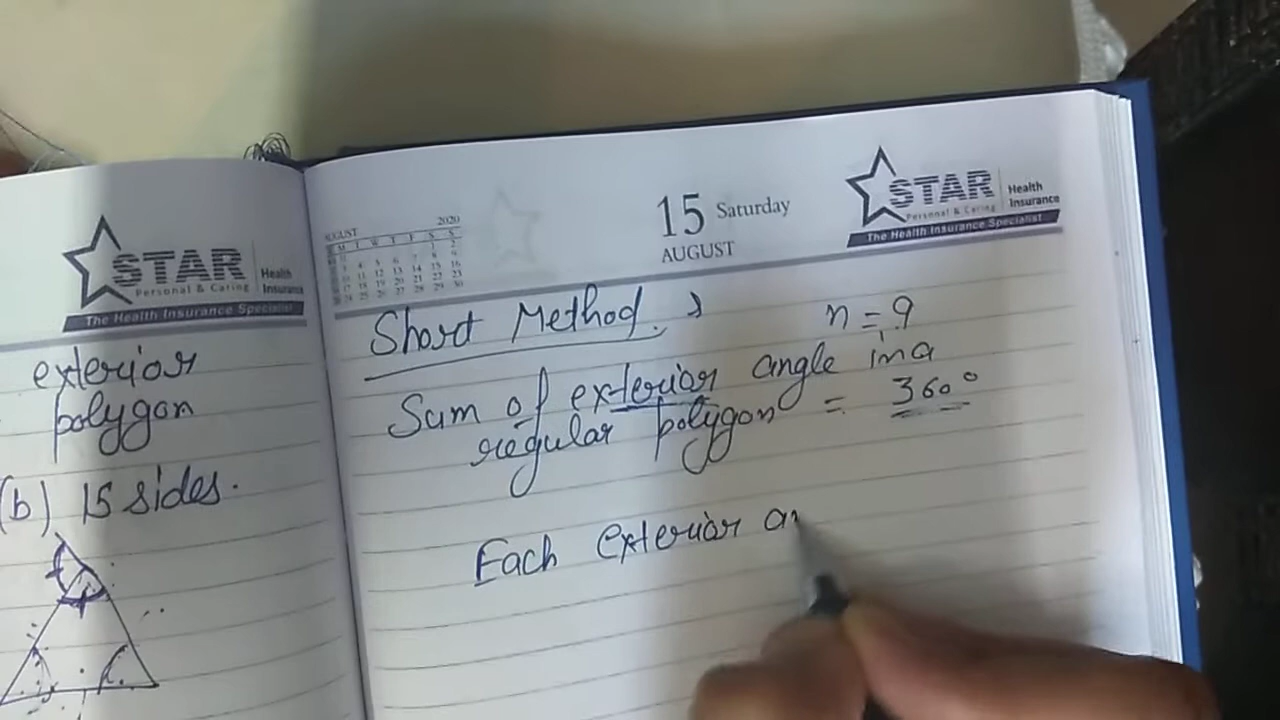 STAR
Health
Insurance
Personal & Caring
The Health Insurance Specialist
exterior
polygon
(b) 15 sides.
AUGUST 2020
15 Saturday
AUGUST
STAR
Health
Insurance
Personal & Caring
The Health Insurance Specialist
Short Method.
n = 9
Sum of exterior angle in a
regular polygon = 360°
Each exterior an